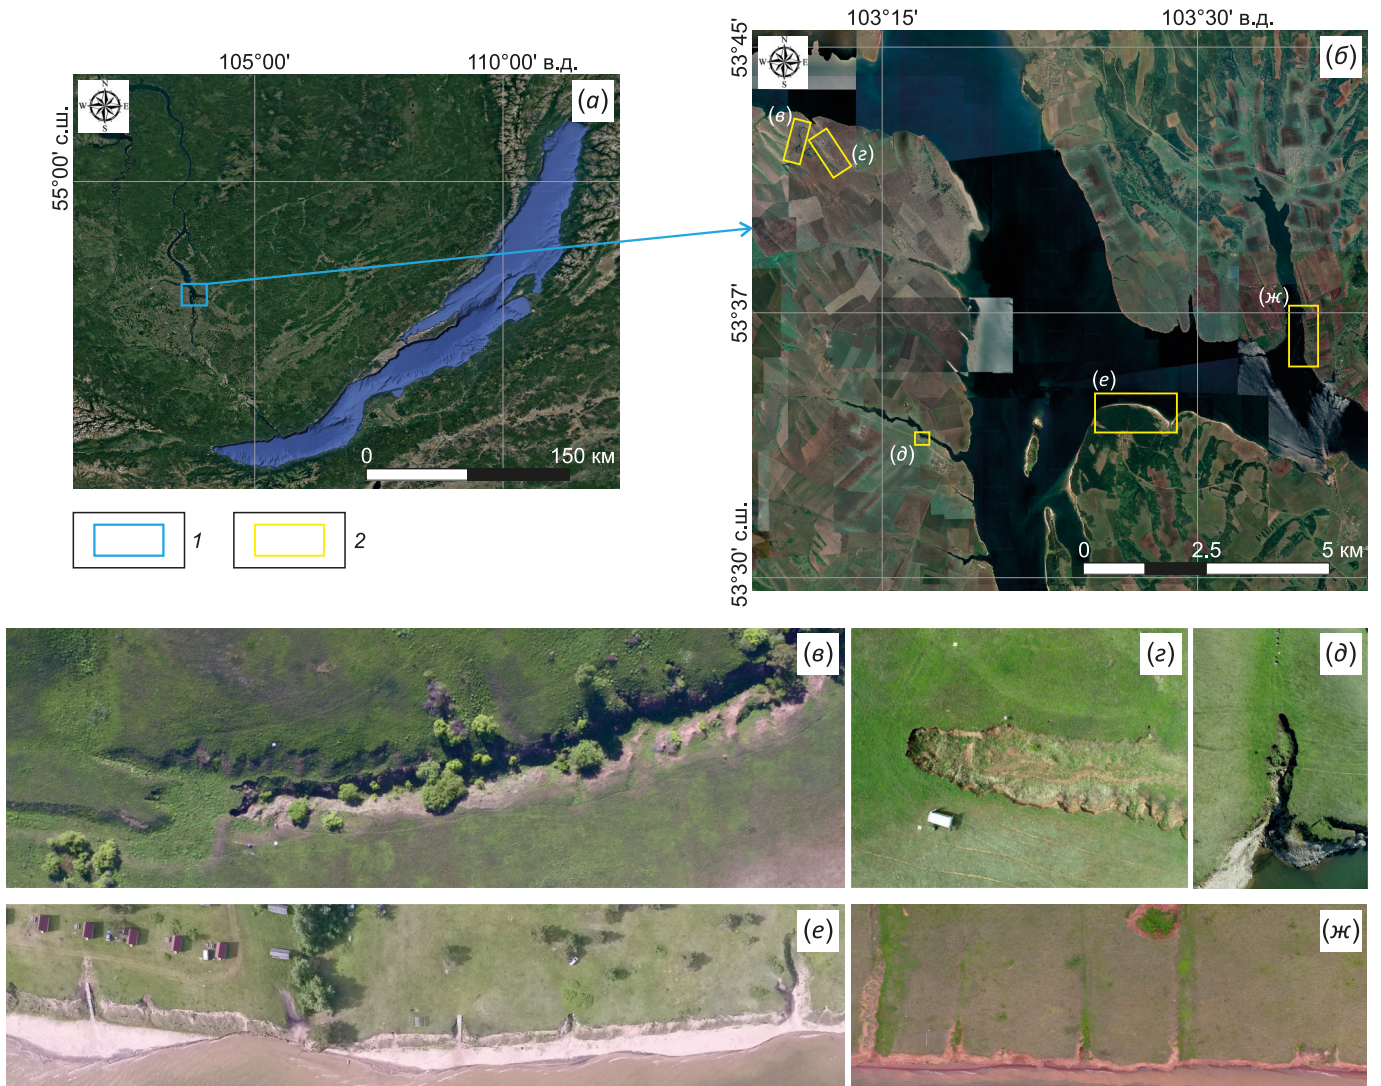 105°00' 110°00' в.д.
55°00' с.ш.
N
W E
S
(а)
0 150 км
1 2
103°15' 103°30' в.д.
53°45'
53°37'
53°30' с.ш.
N
W E
S
(б)
(в)
(г)
(ж)
(е)
(д)
0 2.5 5 км
(в)
(г)
(д)
(е)
(ж)